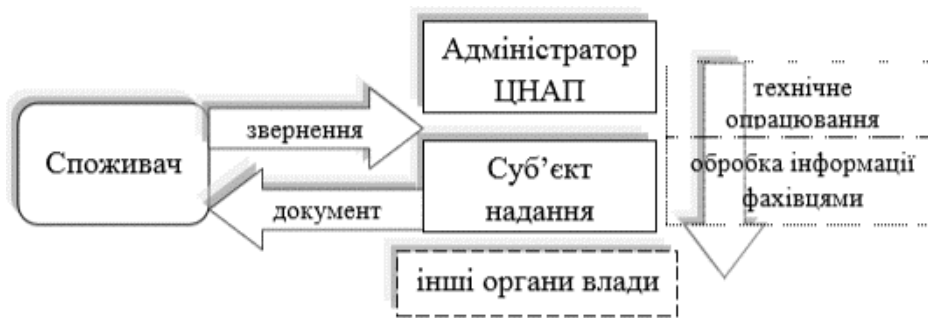 Адміністратор
ЦНАП
технічне
опрацювання
звернення
Споживач
Суб’єкт
надання
обробка інформації
фахівцями
документ
інші органи влади